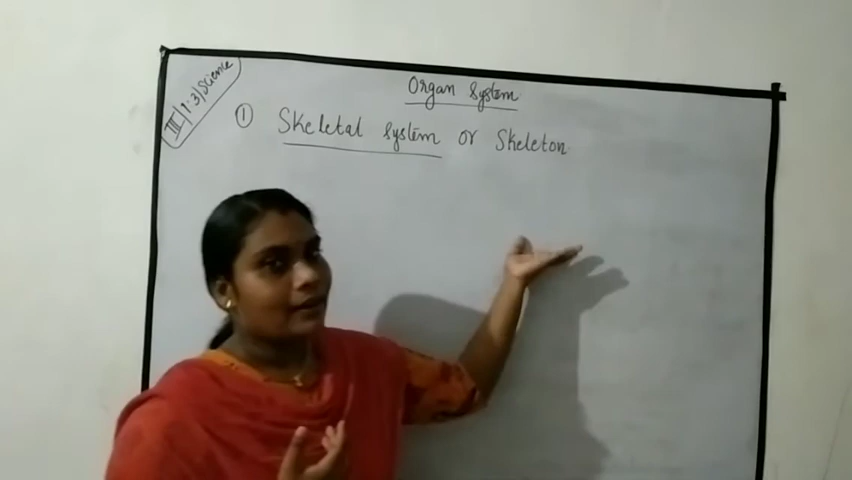 III/1.3/Science
Organ System
① Skeletal System or Skeleton